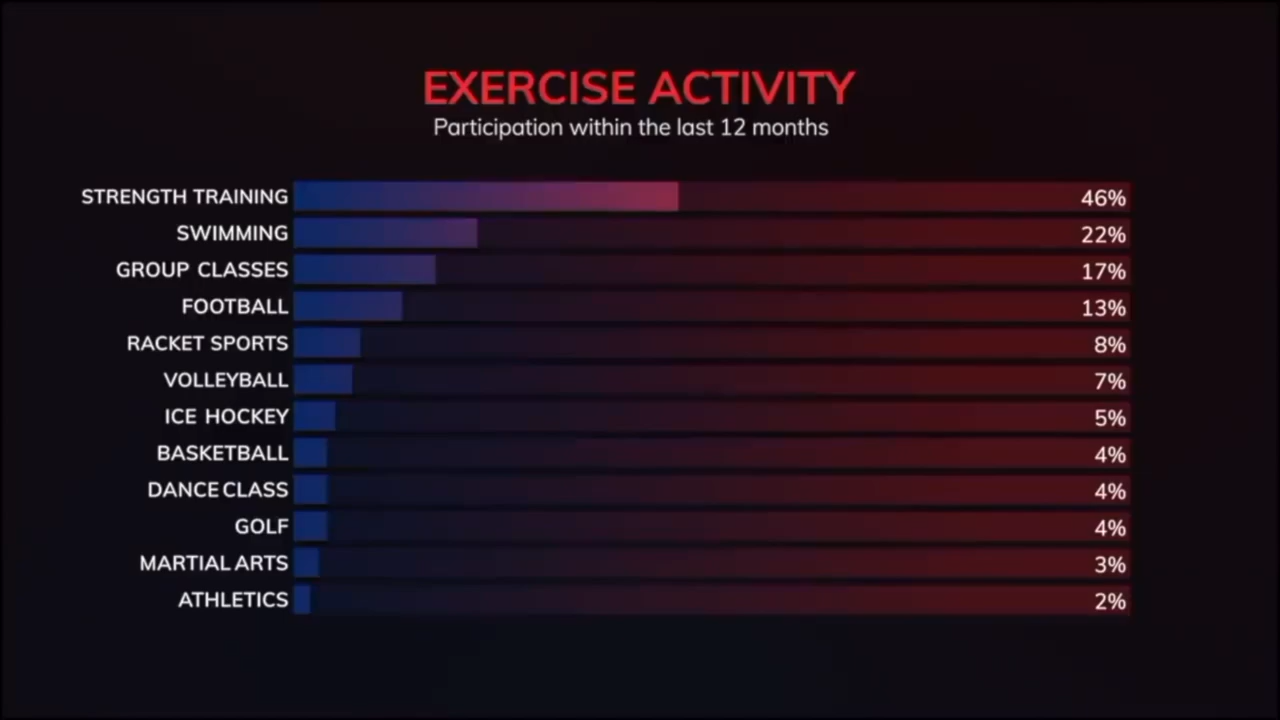 EXERCISE ACTIVITY
Participation within the last 12 months
STRENGTH TRAINING 46%
SWIMMING 22%
GROUP CLASSES 17%
FOOTBALL 13%
RACKET SPORTS 8%
VOLLEYBALL 7%
ICE HOCKEY 5%
BASKETBALL 4%
DANCE CLASS 4%
GOLF 4%
MARTIAL ARTS 3%
ATHLETICS 2%